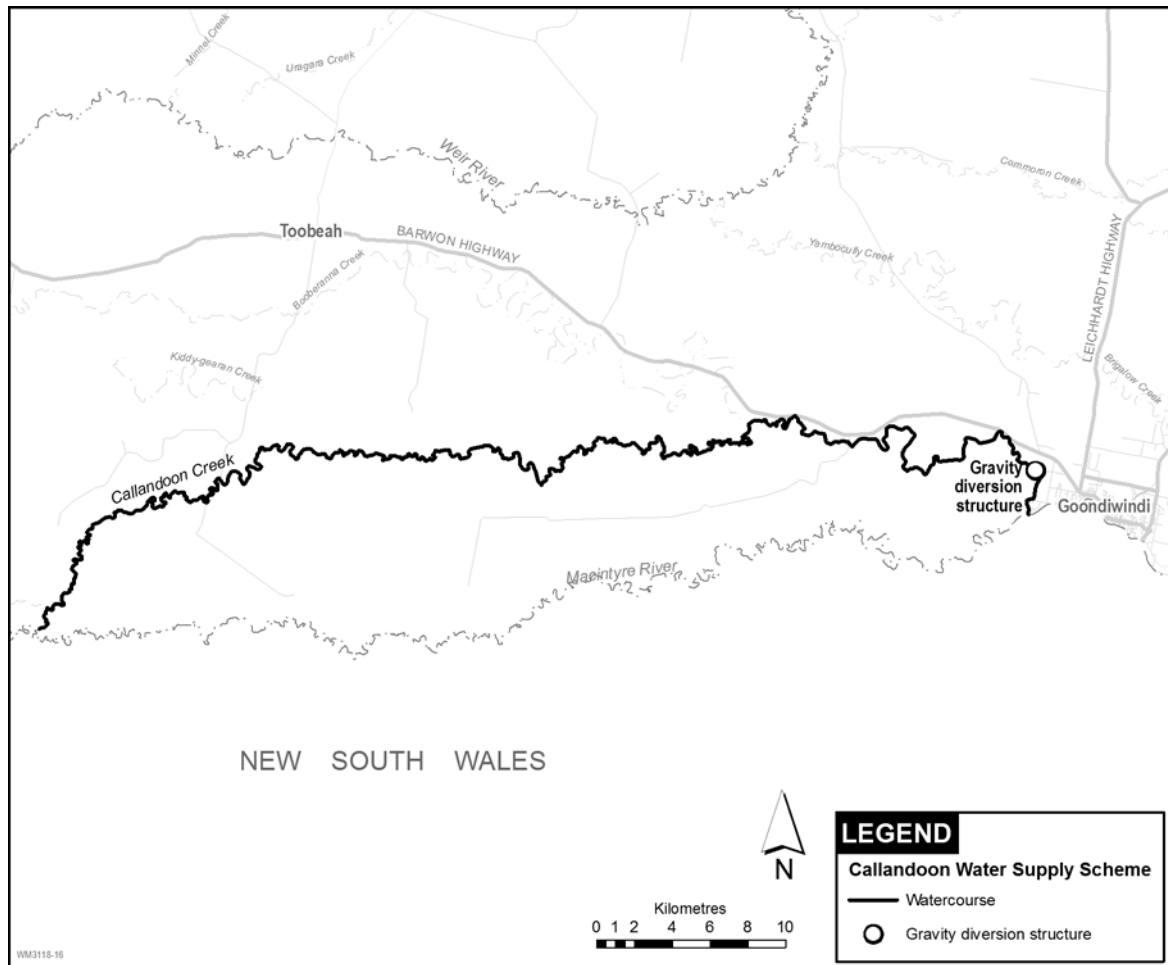 Minnel Creek
Uragara Creek
Weir River
Commoron Creek
Toobeah
BARWON HIGHWAY
Yambocully Creek
Booberanna Creek
LEICHHARDT HIGHWAY
Kiddy-gearan Creek
Brigalow Creek
Callandoon Creek
Gravity
diversion
structure
Goondiwindi
Macintyre River
NEW SOUTH WALES
N
Kilometres
0 1 2 4 6 8 10
LEGEND
Callandoon Water Supply Scheme
Watercourse
Gravity diversion structure
WM3118-16